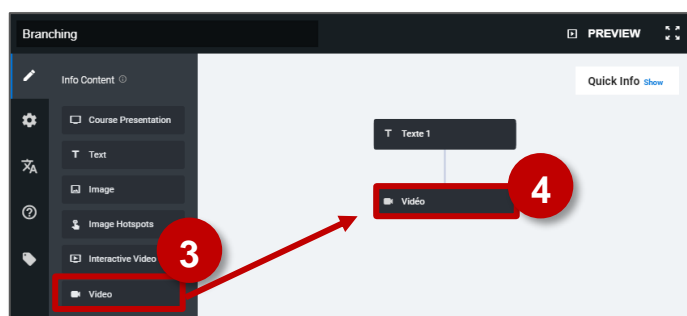 Branching
PREVIEW
Info Content
Quick Info Show
Course Presentation
Text
Image
Image Hotspots
Interactive Video
Video
Texte 1
Vidéo
3
4